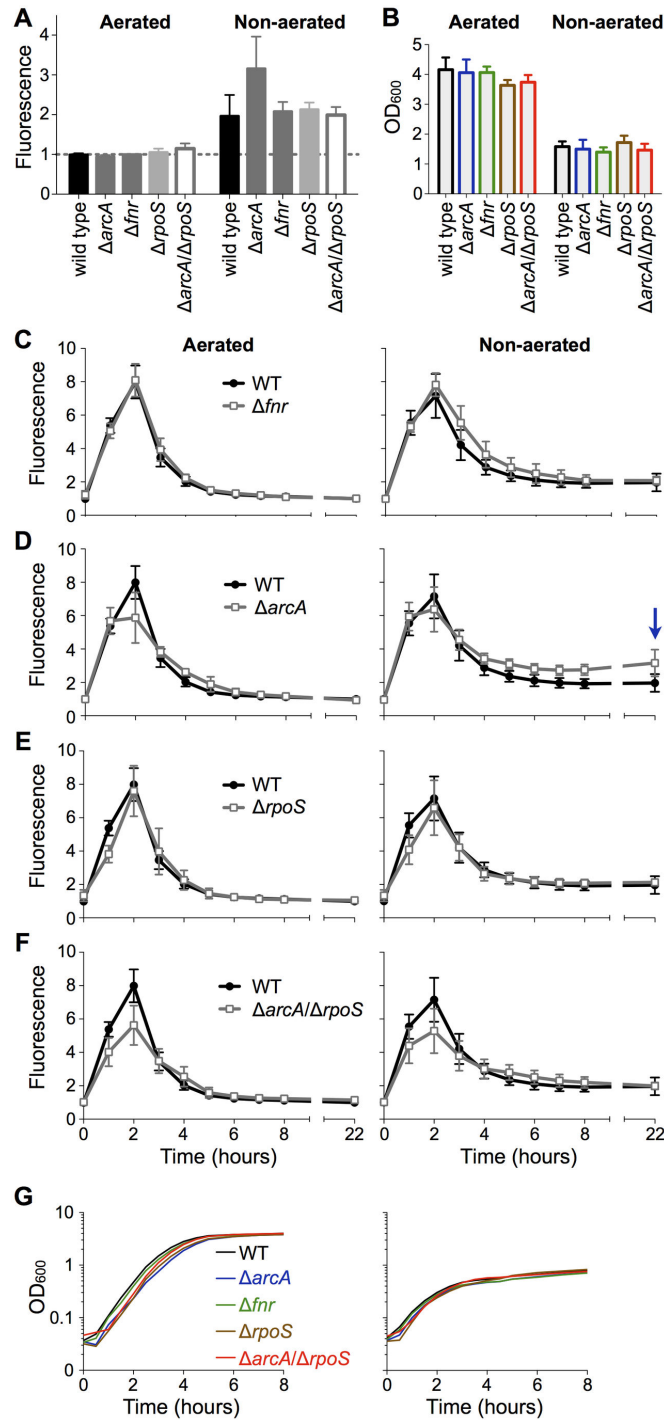 A
Aerated
Non-aerated
Fluorescence
4
3
2
1
0
wild type
ΔarcA
Δfnr
ΔrpoS
ΔarcA/ΔrpoS
wild type
ΔarcA
Δfnr
ΔrpoS
ΔarcA/ΔrpoS
B
Aerated
Non-aerated
OD600
5
4
3
2
1
0
wild type
ΔarcA
Δfnr
ΔrpoS
ΔarcA/ΔrpoS
wild type
ΔarcA
Δfnr
ΔrpoS
ΔarcA/ΔrpoS
C
Aerated
Non-aerated
Fluorescence
10
8
6
4
2
0
WT
Δfnr
D
Fluorescence
10
8
6
4
2
0
WT
ΔarcA
E
Fluorescence
10
8
6
4
2
0
WT
ΔrpoS
F
Fluorescence
10
8
6
4
2
0
WT
ΔarcA/ΔrpoS
0 2 4 6 8 22
Time (hours)
0 2 4 6 8 22
Time (hours)
G
OD600
10
1
0.1
0
WT
ΔarcA
Δfnr
ΔrpoS
ΔarcA/ΔrpoS
0 2 4 6 8
Time (hours)
0 2 4 6 8
Time (hours)